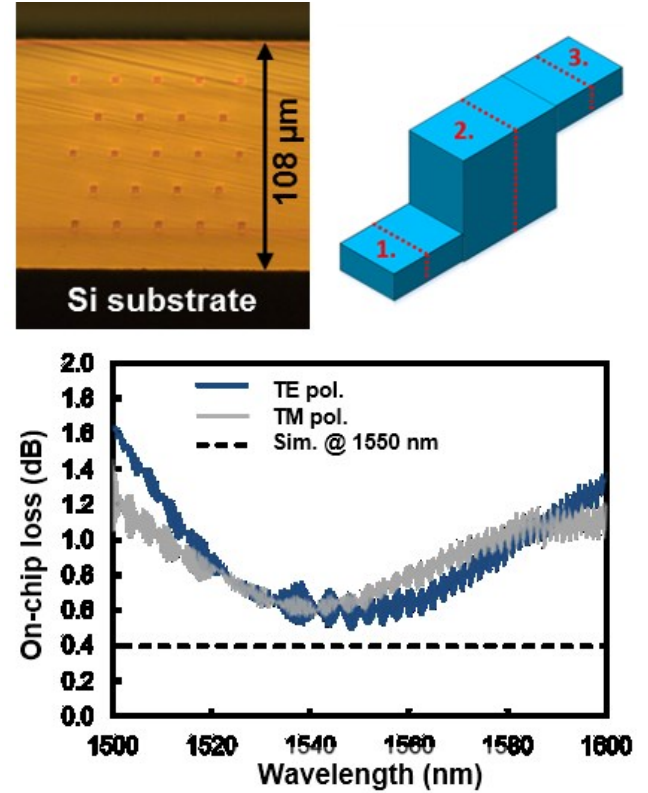 108 µm
Si substrate
1.
2.
3.
2.0
1.8
1.6
1.4
1.2
1.0
0.8
0.6
0.4
0.2
0.0
On-chip loss (dB)
TE pol.
TM pol.
Sim. @ 1550 nm
1500 1520 1540 1560 1580 1600
Wavelength (nm)